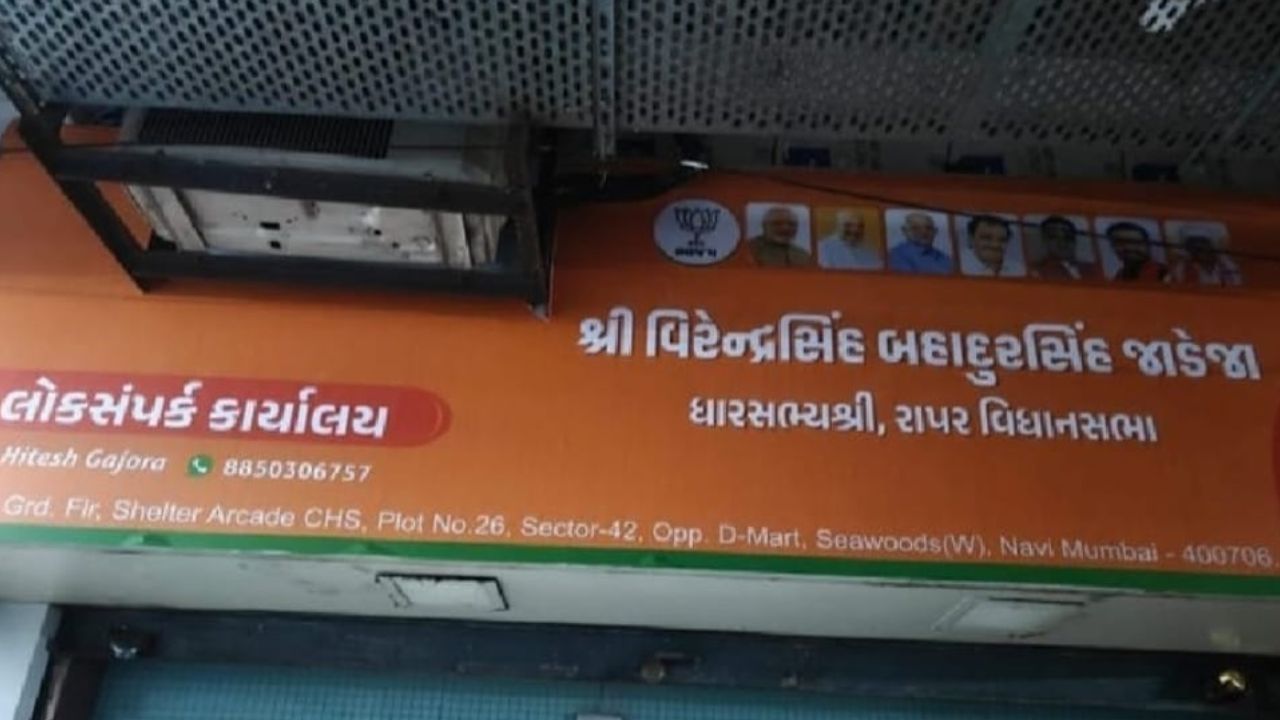 શ્રી વિરેન્દ્રસિંહ બહાદુરસિંહ જાડેજા
ધારાસભ્યશ્રી, રાપર વિધાનસભા
લોકસંપર્ક કાર્યાલય
Hitesh Gajora 8850306757
Grd. Flr, Shelter Arcade CHS, Plot No.26, Sector-42, Opp. D-Mart, Seawoods(W), Navi Mumbai - 400706.